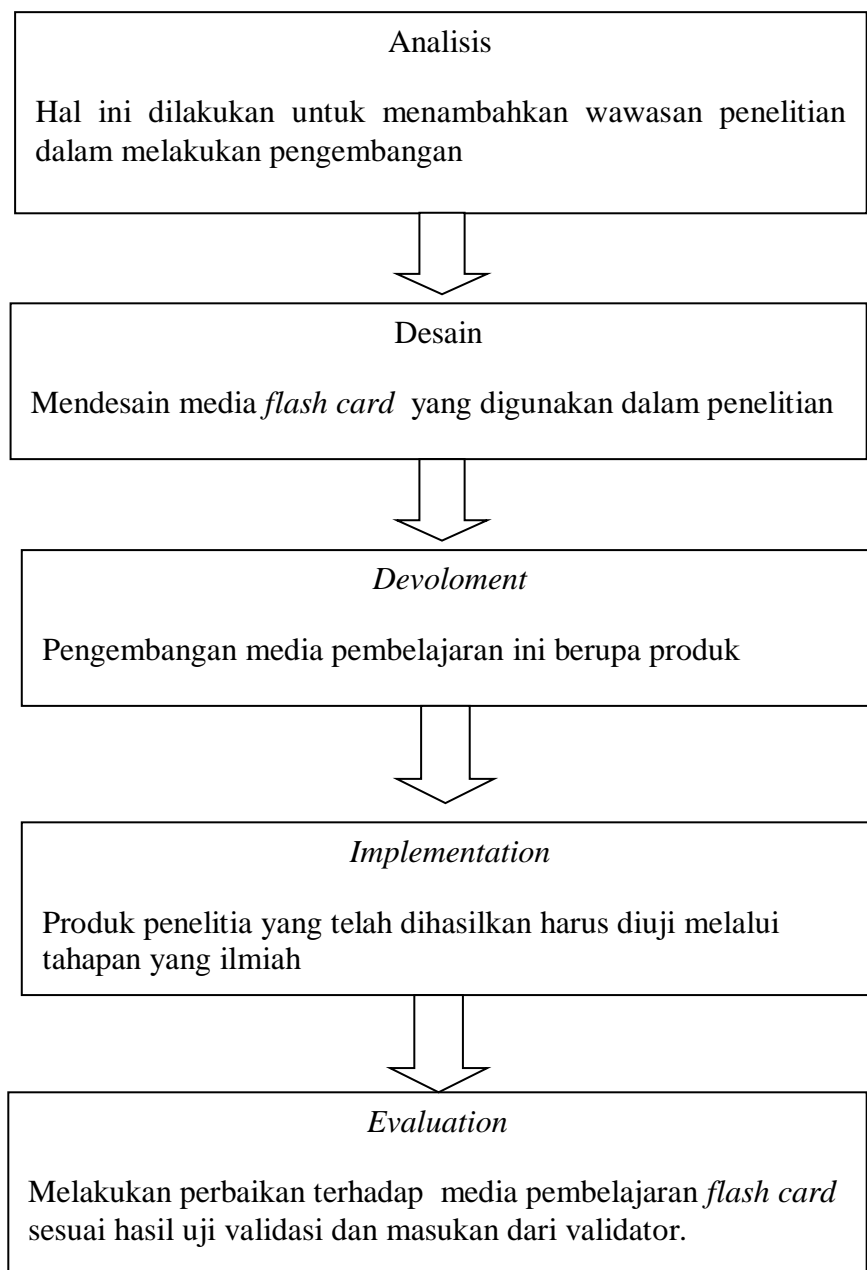 Analisis
Hal ini dilakukan untuk menambahkan wawasan penelitian
dalam melakukan pengembangan
Desain
Mendesain media flash card yang digunakan dalam penelitian
Devoloment
Pengembangan media pembelajaran ini berupa produk
Implementation
Produk penelitia yang telah dihasilkan harus diuji melalui
tahapan yang ilmiah
Evaluation
Melakukan perbaikan terhadap media pembelajaran flash card
sesuai hasil uji validasi dan masukan dari validator.